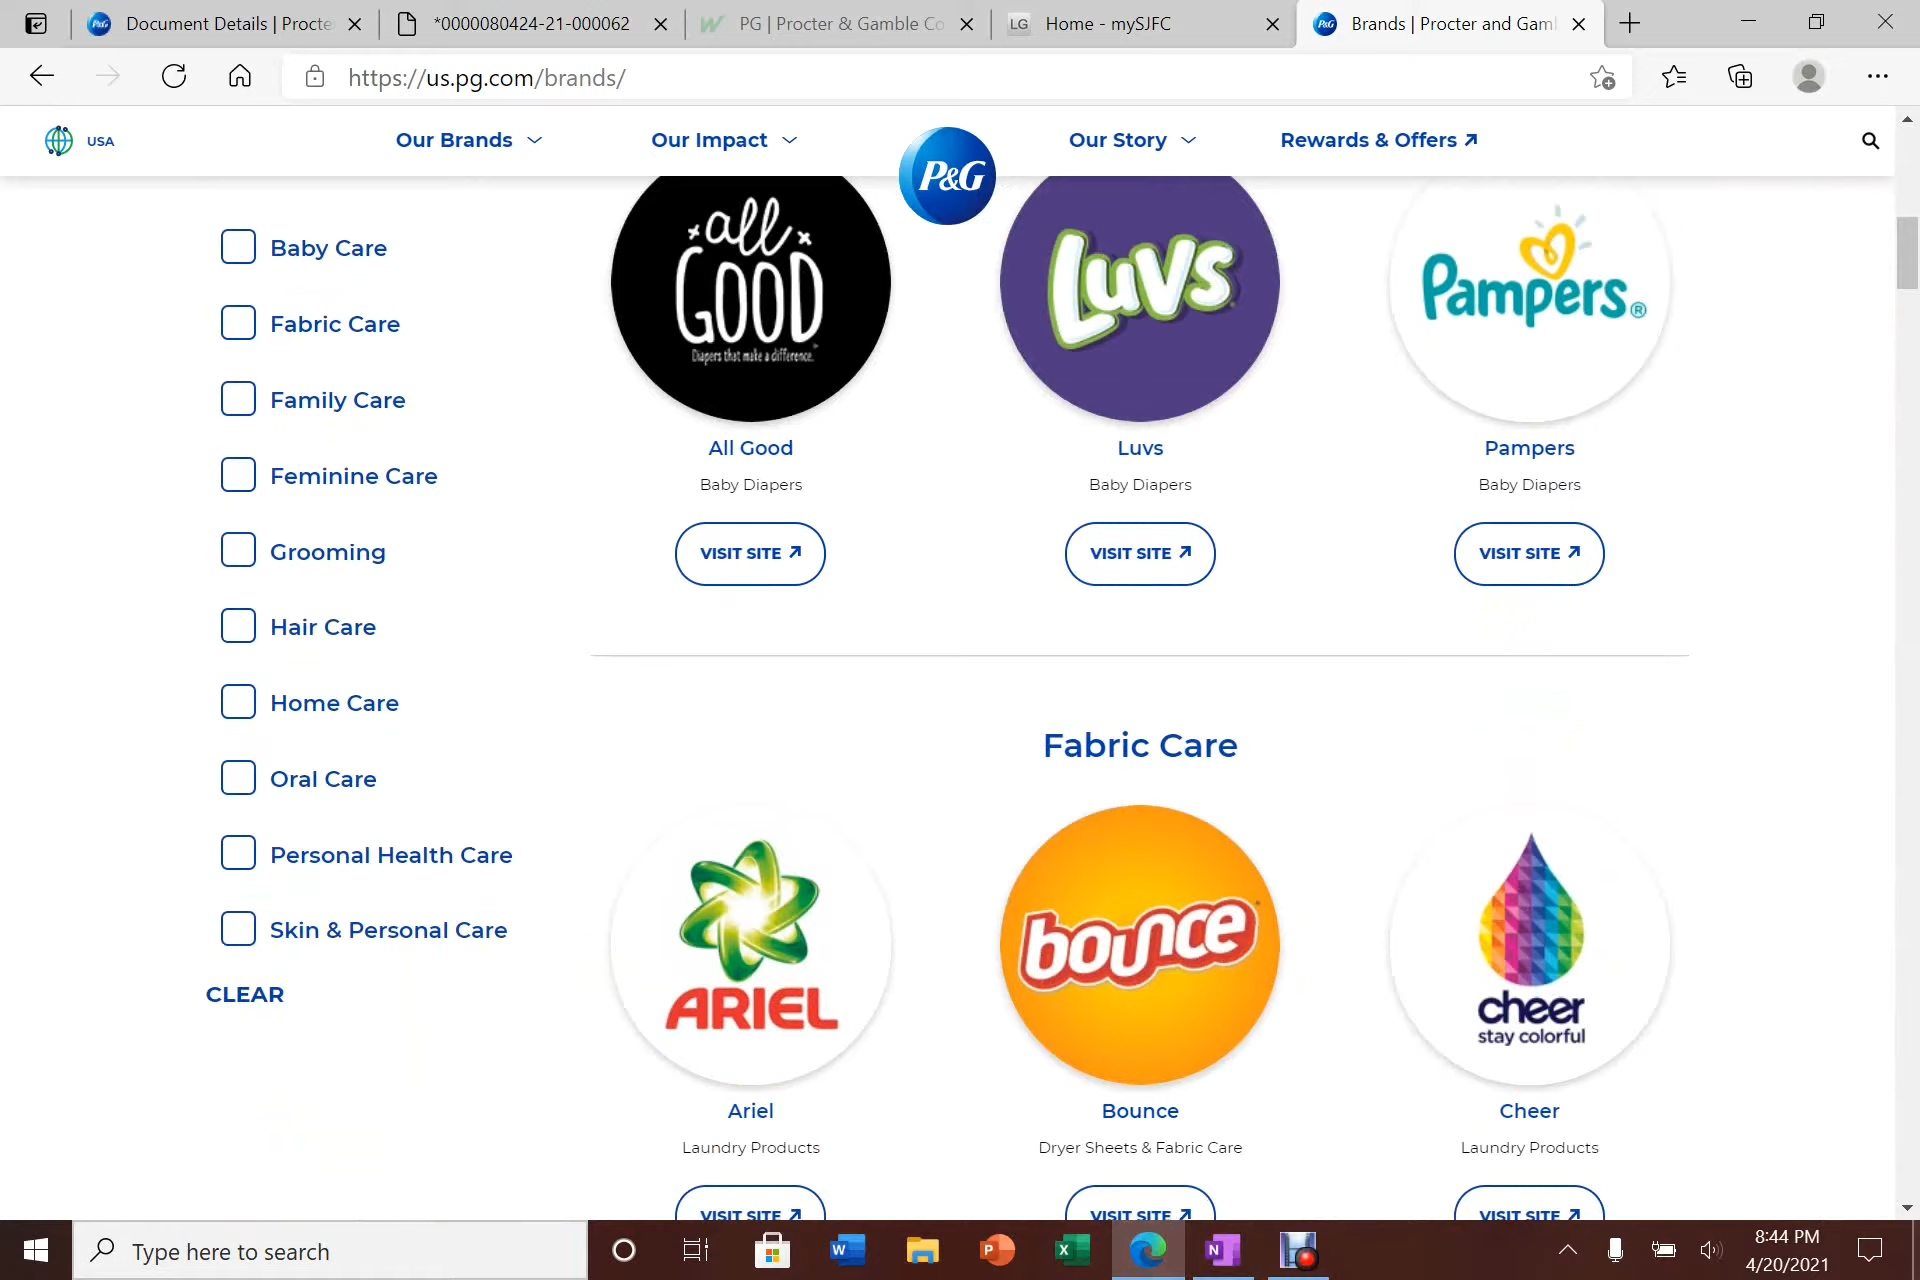 Document Details | Procte
*0000080424-21-000062
PG | Procter & Gamble Co
LG Home - mySJFC
P&G Brands | Procter and Gam
https://us.pg.com/brands/
USA
Our Brands
Our Impact
P&G
Our Story
Rewards & Offers
Baby Care
Fabric Care
Family Care
Feminine Care
Grooming
Hair Care
Home Care
Oral Care
Personal Health Care
Skin & Personal Care
CLEAR
all
GOOD
Diapers that make a difference.
Luvs
Pampers®
All Good
Luvs
Pampers
Baby Diapers
Baby Diapers
Baby Diapers
VISIT SITE
VISIT SITE
VISIT SITE
Fabric Care
ARIEL
bounce
cheer
stay colorful
Ariel
Bounce
Cheer
Laundry Products
Dryer Sheets & Fabric Care
Laundry Products
VISIT SITE
VISIT SITE
VISIT SITE
Type here to search
8:44 PM
4/20/2021